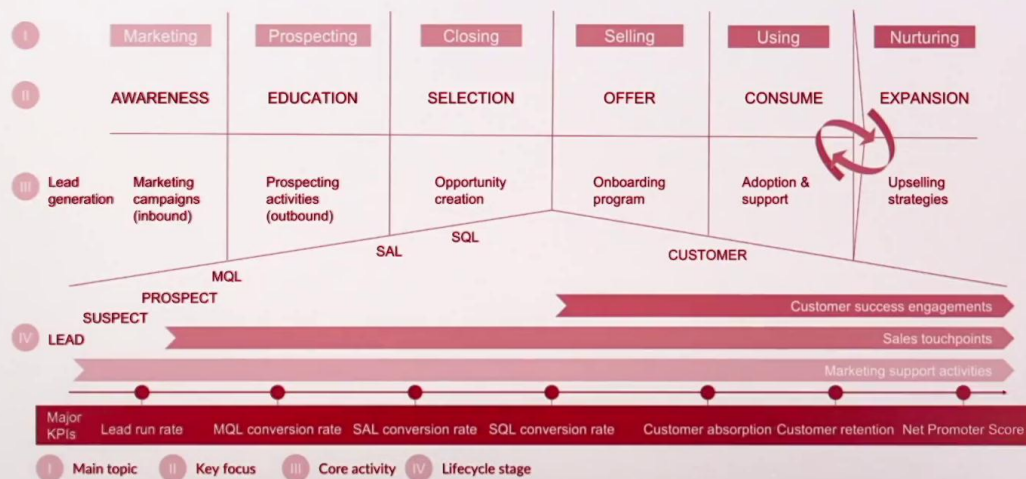 I
Marketing
Prospecting
Closing
Selling
Using
Nurturing
II
AWARENESS
EDUCATION
SELECTION
OFFER
CONSUME
EXPANSION
III
Lead
generation
Marketing
campaigns
(inbound)
Prospecting
activities
(outbound)
Opportunity
creation
Onboarding
program
Adoption &
support
Upselling
strategies
SQL
SAL
MQL
PROSPECT
SUSPECT
CUSTOMER
IV
LEAD
Customer success engagements
Sales touchpoints
Marketing support activities
Major
KPIs
Lead run rate
MQL conversion rate
SAL conversion rate
SQL conversion rate
Customer absorption
Customer retention
Net Promoter Score
I Main topic
II Key focus
III Core activity
IV Lifecycle stage